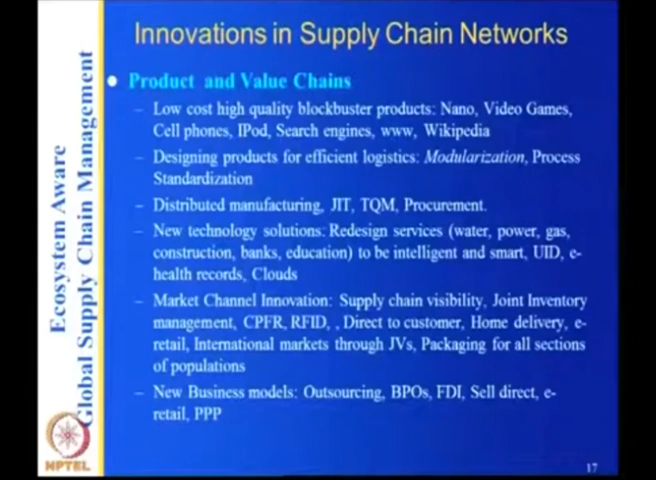 Innovations in Supply Chain Networks
Product and Value Chains
– Low cost high quality blockbuster products: Nano, Video Games,
Cell phones, IPod, Search engines, www, Wikipedia
– Designing products for efficient logistics: Modularization, Process
Standardization
– Distributed manufacturing, JIT, TQM, Procurement.
– New technology solutions: Redesign services (water, power, gas,
construction, banks, education) to be intelligent and smart, UID, e-
health records, Clouds
– Market Channel Innovation: Supply chain visibility, Joint Inventory
management, CPFR, RFID, , Direct to customer, Home delivery, e-
retail, International markets through JVs, Packaging for all sections
of populations
– New Business models: Outsourcing, BPOs, FDI, Sell direct, e-
retail, PPP
Ecosystem Aware
Global Supply Chain Management
NPTEL
17